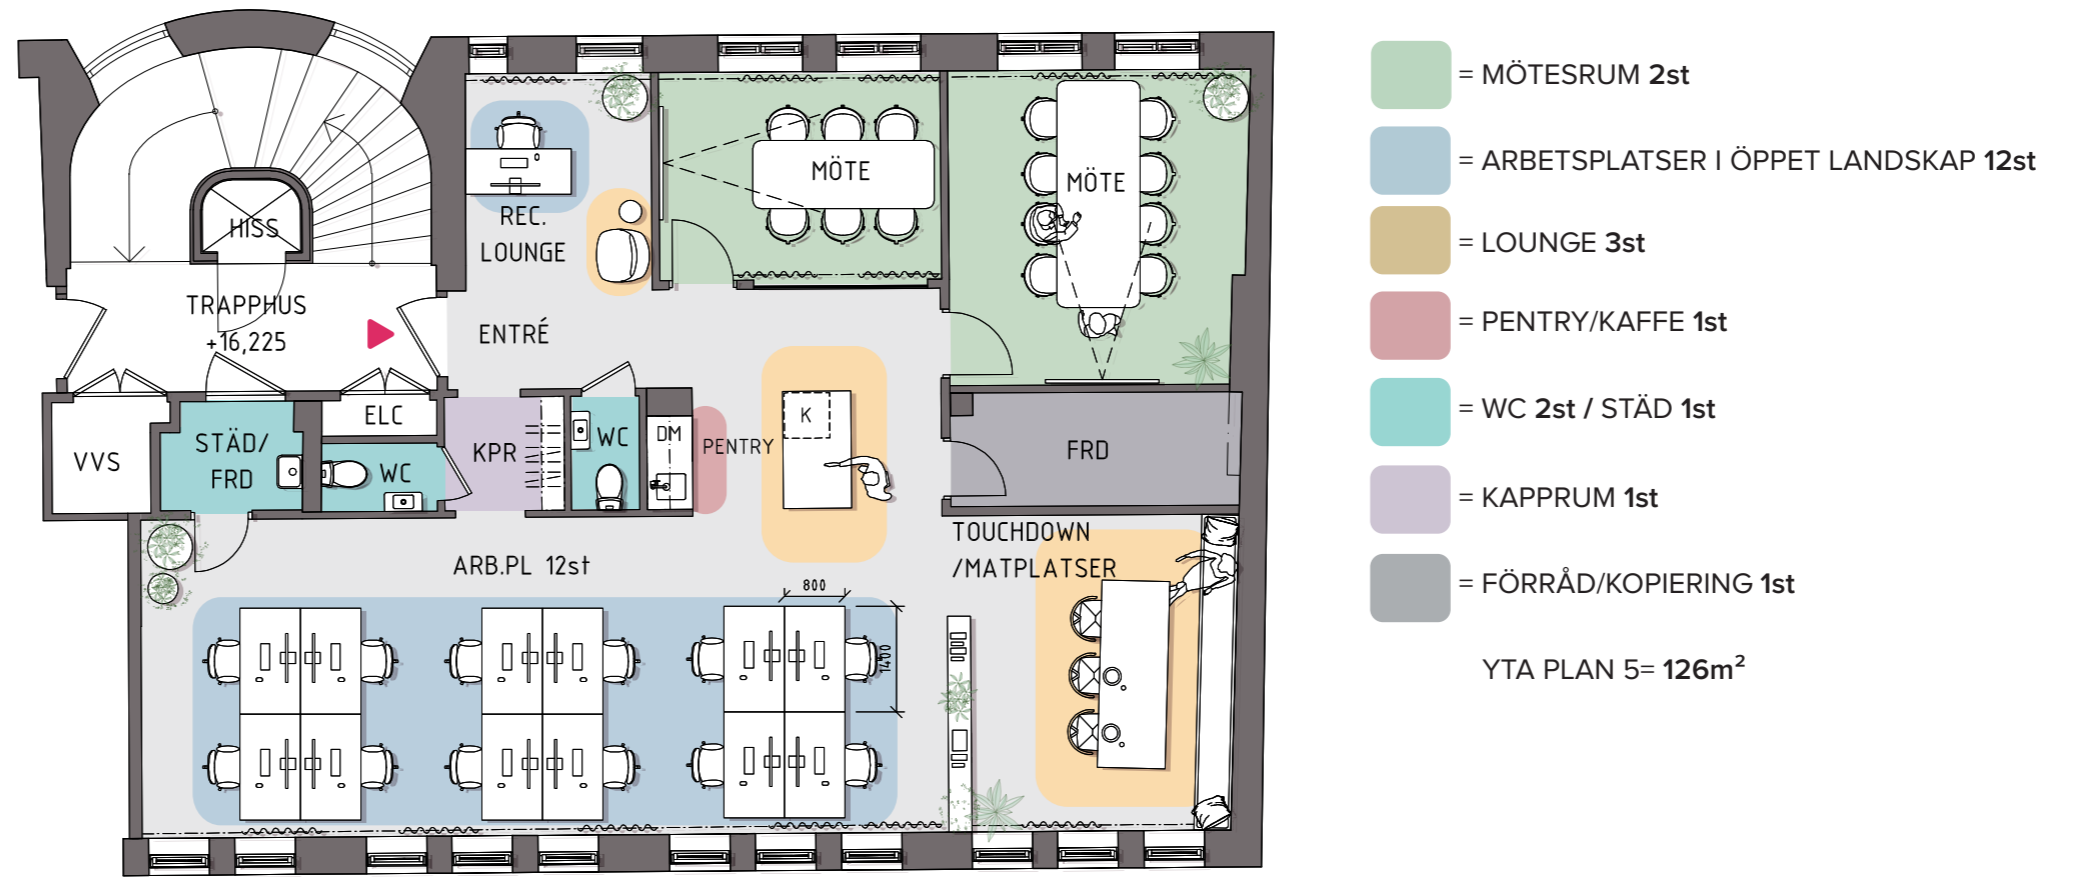 HISS
TRAPPHUS
+16,225
REC.
LOUNGE
MÖTE
MÖTE
ENTRÉ
VVS
STÄD/
FRD
ELC
WC
KPR
WC
DM
PENTRY
K
FRD
TOUCHDOWN
/MATPLATSER
ARB.PL 12st
800
1400
= MÖTESRUM 2st
= ARBETSPLATSER I ÖPPET LANDSKAP 12st
= LOUNGE 3st
= PENTRY/KAFFE 1st
= WC 2st / STÄD 1st
= KAPPRUM 1st
= FÖRRÅD/KOPIERING 1st
YTA PLAN 5= 126m²